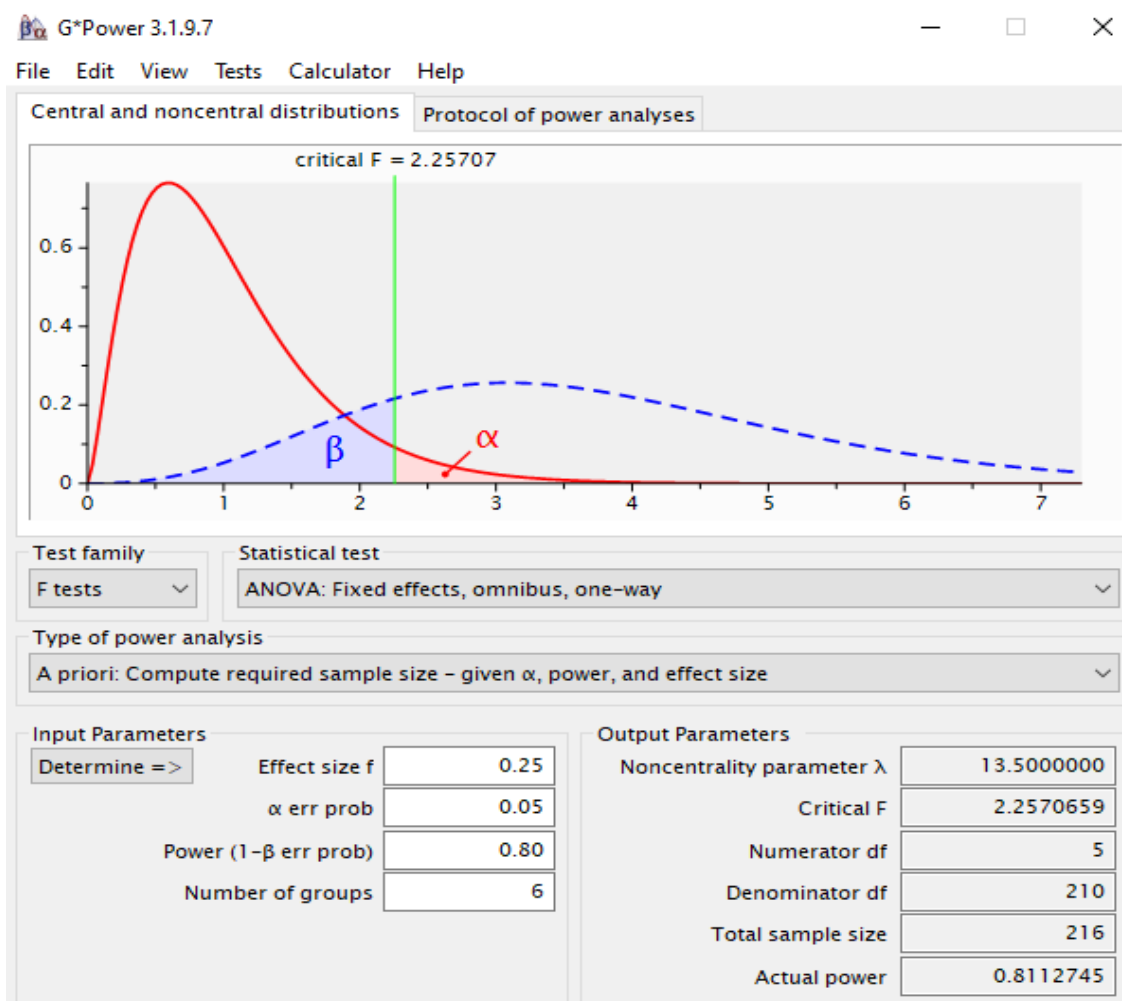 G*Power 3.1.9.7
File Edit View Tests Calculator Help
Central and noncentral distributions Protocol of power analyses
critical F = 2.25707
0.6
0.4
0.2
0
β
α
0 1 2 3 4 5 6 7
Test family Statistical test
F tests ANOVA: Fixed effects, omnibus, one-way
Type of power analysis
A priori: Compute required sample size - given α, power, and effect size
Input Parameters
Determine => Effect size f 0.25
α err prob 0.05
Power (1-β err prob) 0.80
Number of groups 6
Output Parameters
Noncentrality parameter λ 13.5000000
Critical F 2.2570659
Numerator df 5
Denominator df 210
Total sample size 216
Actual power 0.8112745